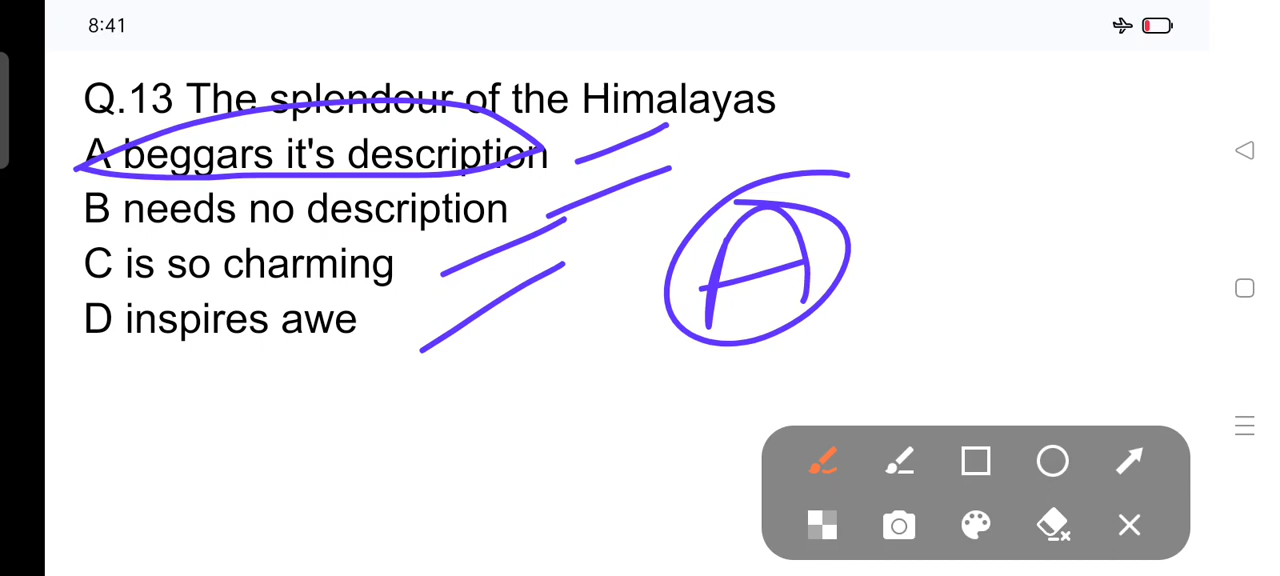 8:41
Q.13 The splendour of the Himalayas
A beggars it's description
B needs no description
C is so charming
D inspires awe
A